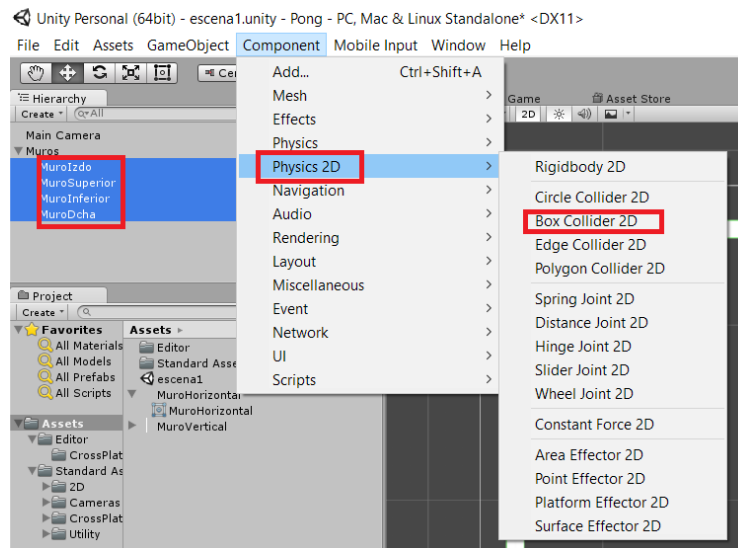 Unity Personal (64bit) - escena1.unity - Pong - PC, Mac & Linux Standalone* <DX11>
File Edit Assets GameObject Component Mobile Input Window Help
Hierarchy
Create All
Main Camera
Muros
MuroIzdo
MuroSuperior
MuroInferior
MuroDcha
Project
Create
Favorites
All Materials
All Models
All Prefabs
All Scripts
Assets
Editor
CrossPlat
Standard As
2D
Cameras
CrossPlat
Utility
Assets
Editor
Standard Asse
escena1
MuroHorizontal
MuroHorizontal
MuroVertical
Add... Ctrl+Shift+A
Mesh
Effects
Physics
Physics 2D
Navigation
Audio
Rendering
Layout
Miscellaneous
Event
Network
UI
Scripts
Game Asset Store
2D
Rigidbody 2D
Circle Collider 2D
Box Collider 2D
Edge Collider 2D
Polygon Collider 2D
Spring Joint 2D
Distance Joint 2D
Hinge Joint 2D
Slider Joint 2D
Wheel Joint 2D
Constant Force 2D
Area Effector 2D
Point Effector 2D
Platform Effector 2D
Surface Effector 2D